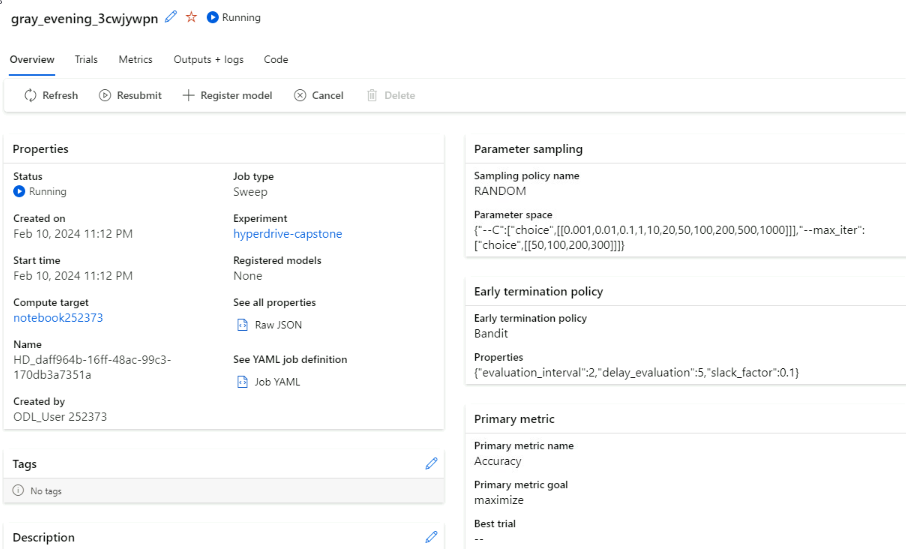 gray_evening_3cwjywpn Running
Overview Trials Metrics Outputs + logs Code
Refresh Resubmit Register model Cancel Delete
Properties
Status
Running
Created on
Feb 10, 2024 11:12 PM
Start time
Feb 10, 2024 11:12 PM
Compute target
notebook252373
Name
HD_daff964b-16ff-48ac-99c3-
170db3a7351a
Created by
ODL_User 252373
Job type
Sweep
Experiment
hyperdrive-capstone
Registered models
None
See all properties
Raw JSON
See YAML job definition
Job YAML
Tags
No tags
Description
Parameter sampling
Sampling policy name
RANDOM
Parameter space
{"--C":["choice",[[0.001,0.01,0.1,1,10,20,50,100,200,500,1000]]],"--max_iter":
["choice",[[50,100,200,300]]]}
Early termination policy
Early termination policy
Bandit
Properties
{"evaluation_interval":2,"delay_evaluation":5,"slack_factor":0.1}
Primary metric
Primary metric name
Accuracy
Primary metric goal
maximize
Best trial
--